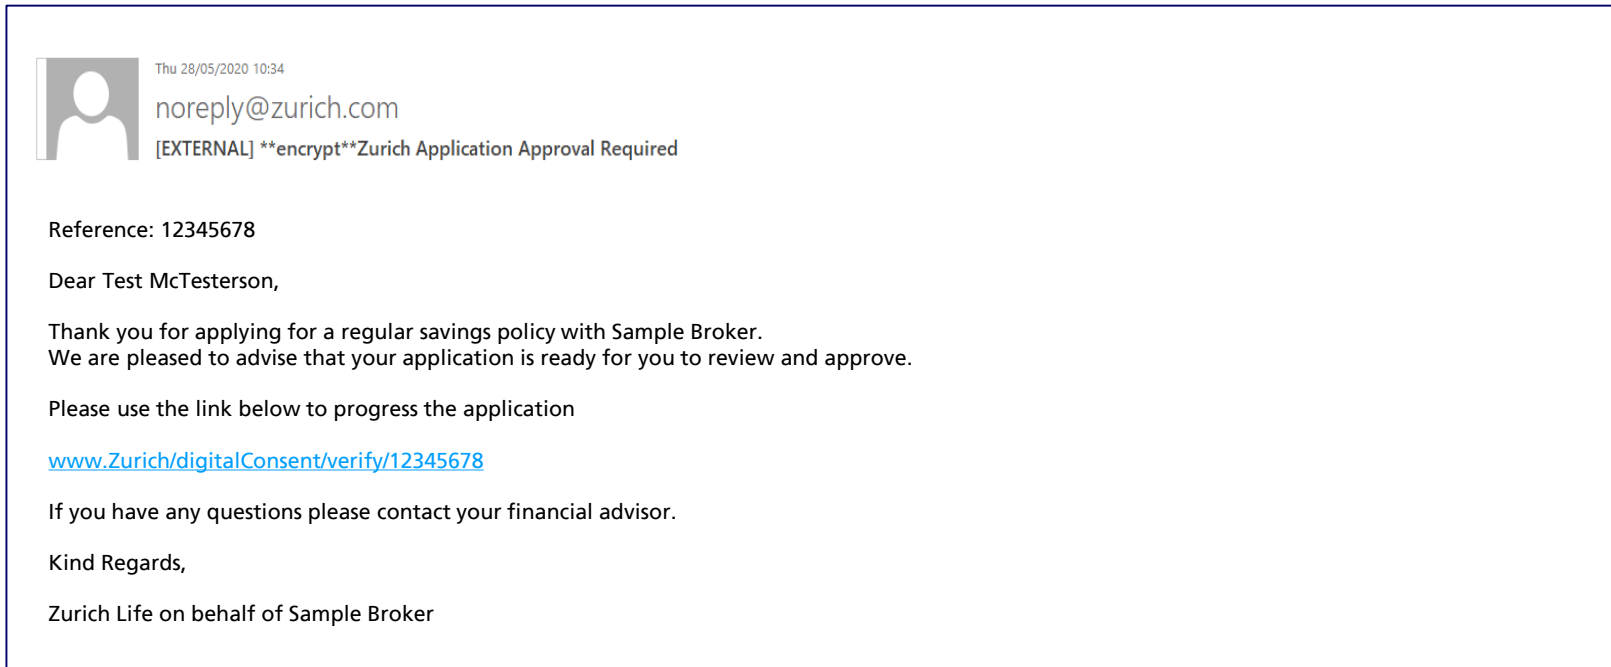 Thu 28/05/2020 10:34
noreply@zurich.com
[EXTERNAL] **encrypt**Zurich Application Approval Required
Reference: 12345678
Dear Test McTesterson,
Thank you for applying for a regular savings policy with Sample Broker.
We are pleased to advise that your application is ready for you to review and approve.
Please use the link below to progress the application
www.Zurich/digitalConsent/verify/12345678
If you have any questions please contact your financial advisor.
Kind Regards,
Zurich Life on behalf of Sample Broker